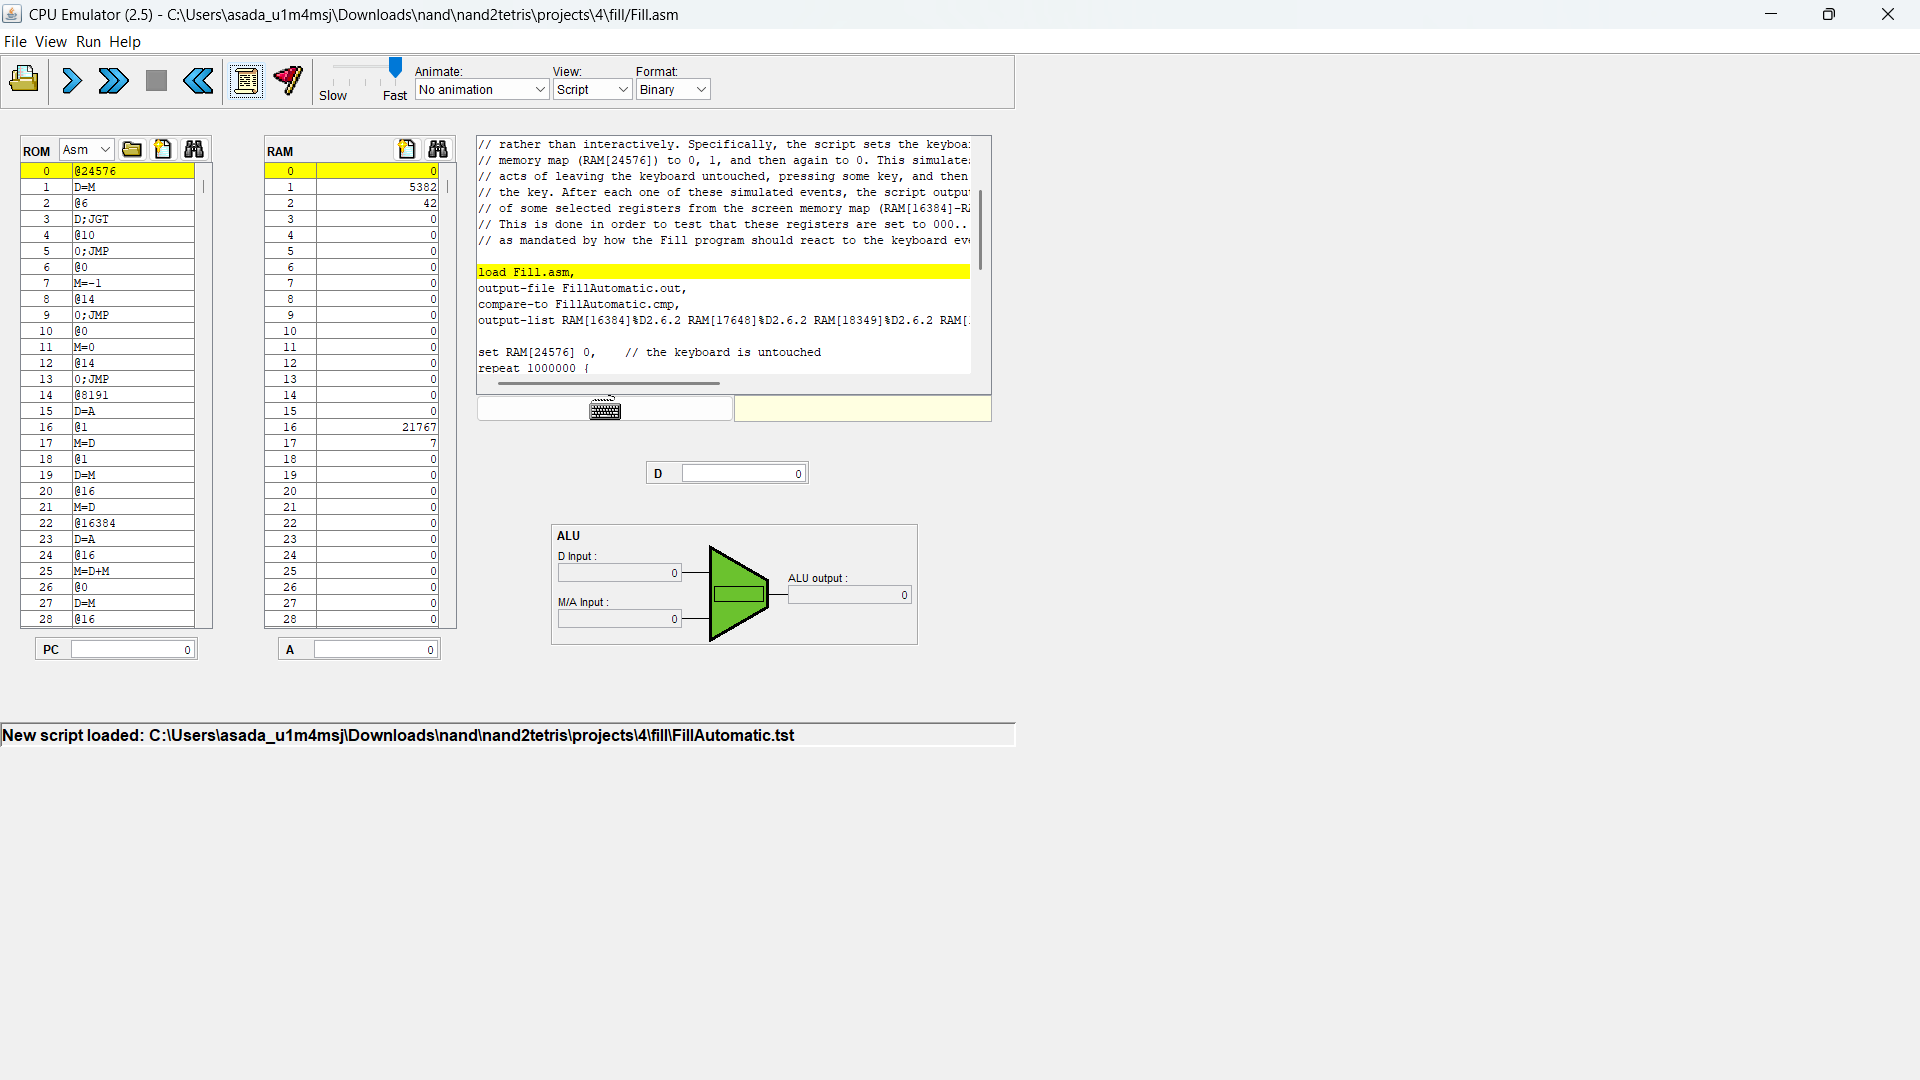 CPU Emulator (2.5) - C:\Users\asada_u1m4msj\Downloads\nand\nand2tetris\projects\4\fill/Fill.asm
File View Run Help
Slow
Fast
Animate:
No animation
View:
Script
Format:
Binary
ROM Asm
0 @24576
1 D=M
2 @6
3 D;JGT
4 @10
5 0;JMP
6 @0
7 M=-1
8 @14
9 0;JMP
10 @0
11 M=0
12 @14
13 0;JMP
14 @8191
15 D=A
16 @1
17 M=D
18 @1
19 D=M
20 @16
21 M=D
22 @16384
23 D=A
24 @16
25 M=D+M
26 @0
27 D=M
28 @16
PC 0
RAM
0 0
1 5382
2 42
3 0
4 0
5 0
6 0
7 0
8 0
9 0
10 0
11 0
12 0
13 0
14 0
15 0
16 21767
17 7
18 0
19 0
20 0
21 0
22 0
23 0
24 0
25 0
26 0
27 0
28 0
A 0
// rather than interactively. Specifically, the script sets the
// memory map (RAM[24576]) to 0, 1, and then again to 0. This
// acts of leaving the keyboard untouched, pressing some key, and then
// the key. After each one of these simulated events, the script
// of some selected registers from the screen memory map
// This is done in order to test that these registers are set to 000..
// as mandated by how the Fill program should react to the keyboard
load Fill.asm,
output-file FillAutomatic.out,
compare-to FillAutomatic.cmp,
output-list RAM[16384]%D2.6.2 RAM[17648]%D2.6.2 RAM[18349]%D2.6.2 RAM[
set RAM[24576] 0, // the keyboard is untouched
repeat 1000000 {
D 0
ALU
D Input :
0
M/A Input :
0
ALU output :
0
New script loaded: C:\Users\asada_u1m4msj\Downloads\nand\nand2tetris\projects\4\fill\FillAutomatic.tst